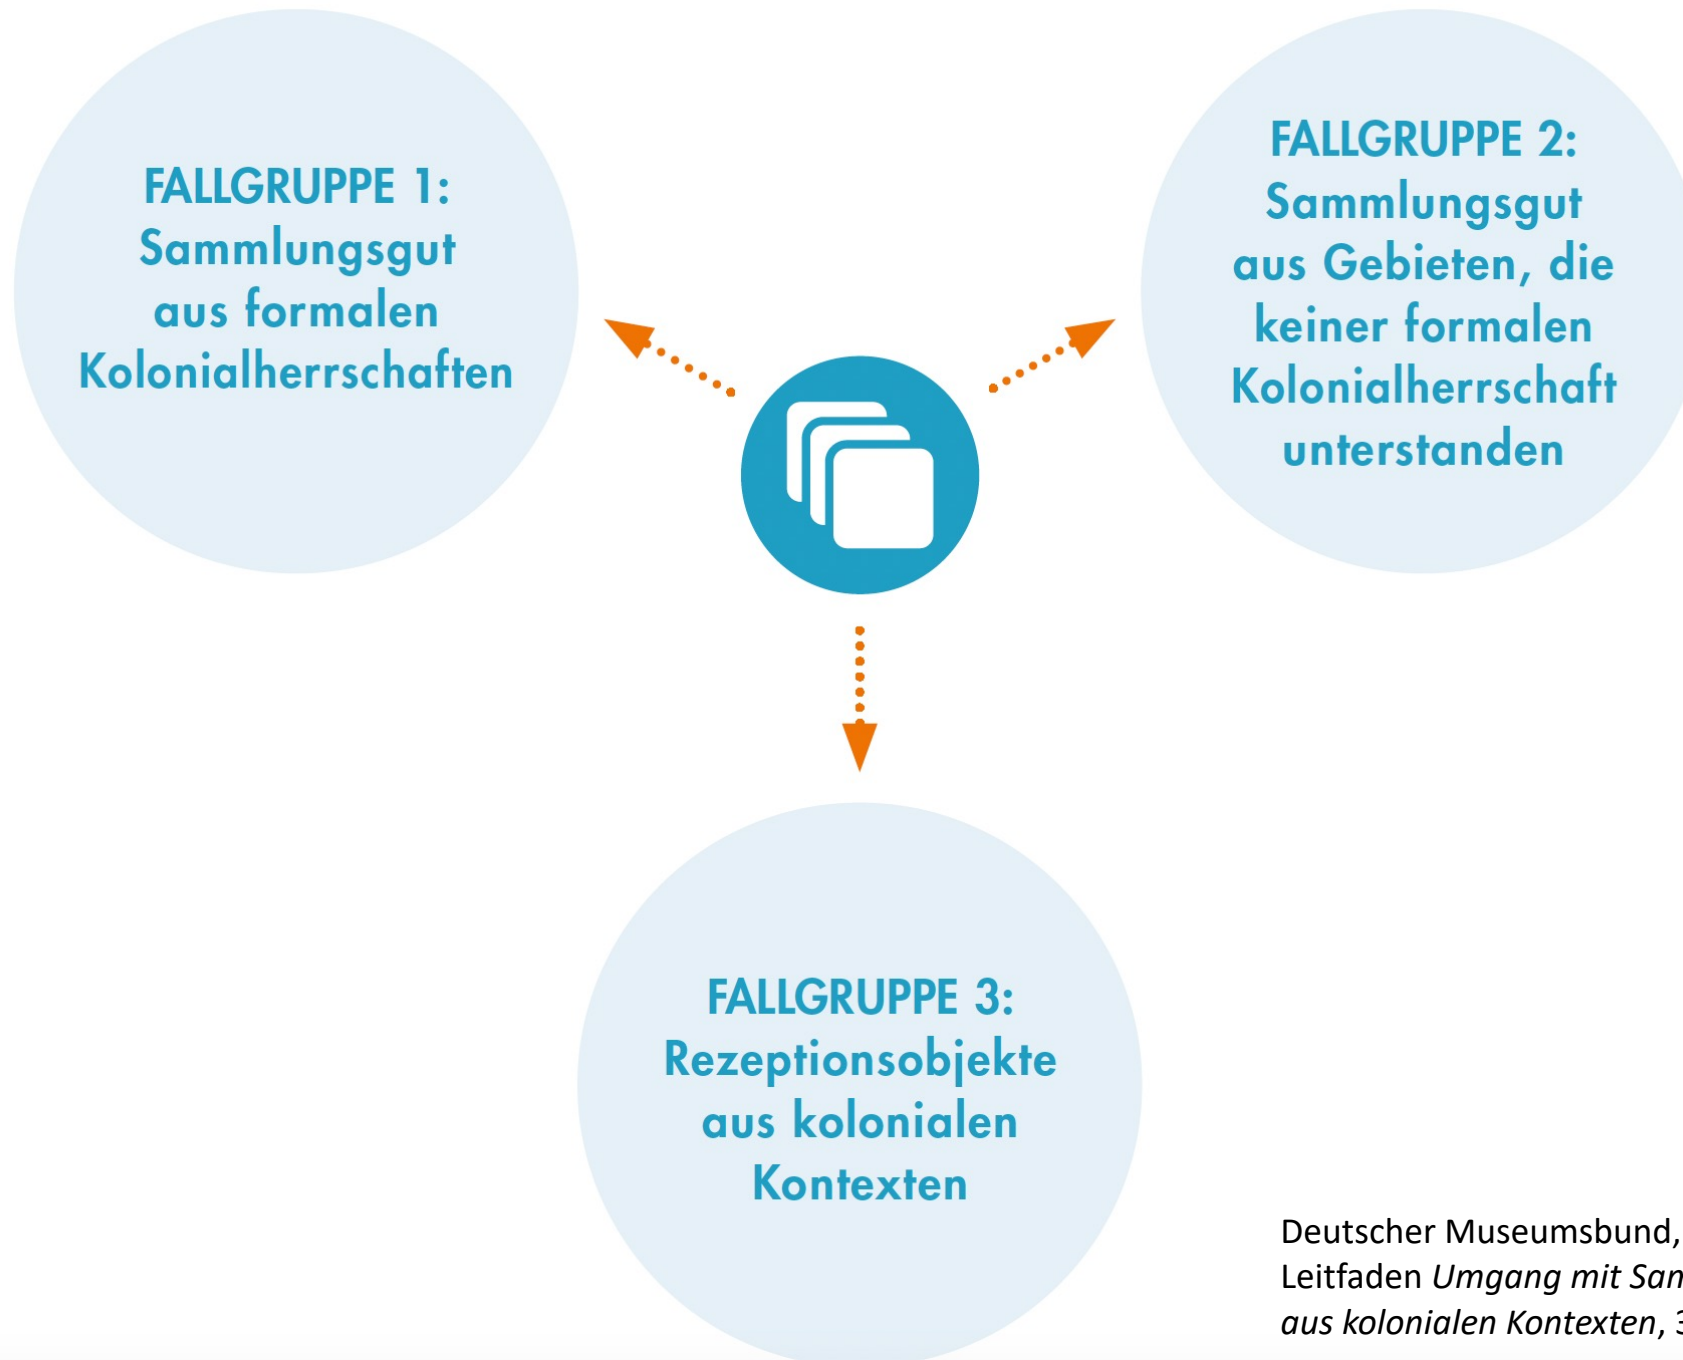 FALLGRUPPE 1:
Sammlungsgut
aus formalen
Kolonialherrschaften
FALLGRUPPE 2:
Sammlungsgut
aus Gebieten, die
keiner formalen
Kolonialherrschaft
unterstanden
FALLGRUPPE 3:
Rezeptionsobjekte
aus kolonialen
Kontexten
Deutscher Museumsbund,
Leitfaden Umgang mit
aus kolonialen Kontexten,